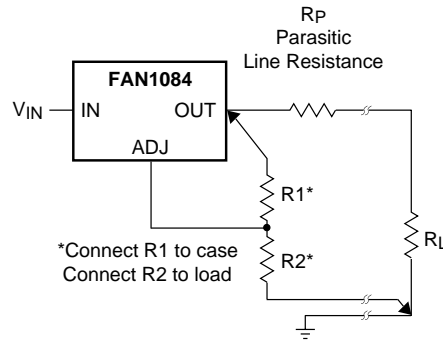 RP
Parasitic
Line Resistance
FAN1084
VIN
IN
OUT
ADJ
R1*
*Connect R1 to case
Connect R2 to load
R2*
RL